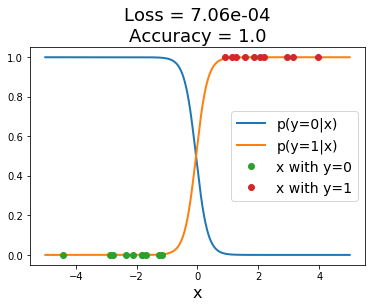 Loss = 7.06e-04
Accuracy = 1.0
1.0
0.8
0.6
0.4
0.2
0.0
p(y=0|x)
p(y=1|x)
x with y=0
x with y=1
−4
−2
0
2
4
x